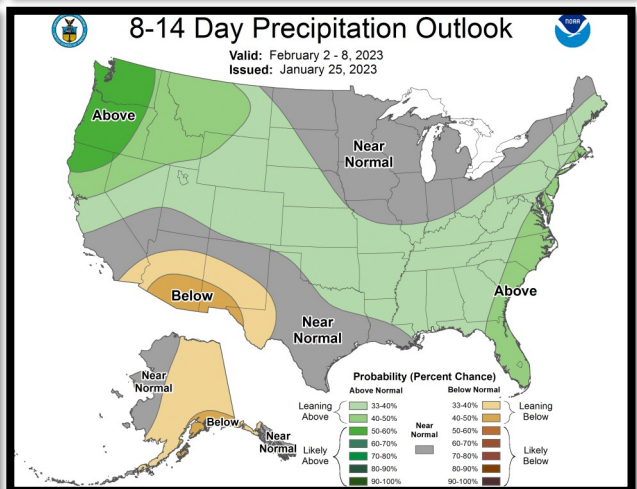 8-14 Day Precipitation Outlook
NOAA
Valid: February 2 - 8, 2023
Issued: January 25, 2023
Above
Near
Normal
Below
Near
Normal
Above
Near
Normal
Below
Near
Normal
Probability (Percent Chance)
Above Normal
Below Normal
Leaning
Above
33-40%
40-50%
Likely
Above
50-60%
60-70%
70-80%
80-90%
90-100%
Near
Normal
33-40%
40-50%
Leaning
Below
50-60%
60-70%
70-80%
80-90%
90-100%
Likely
Below